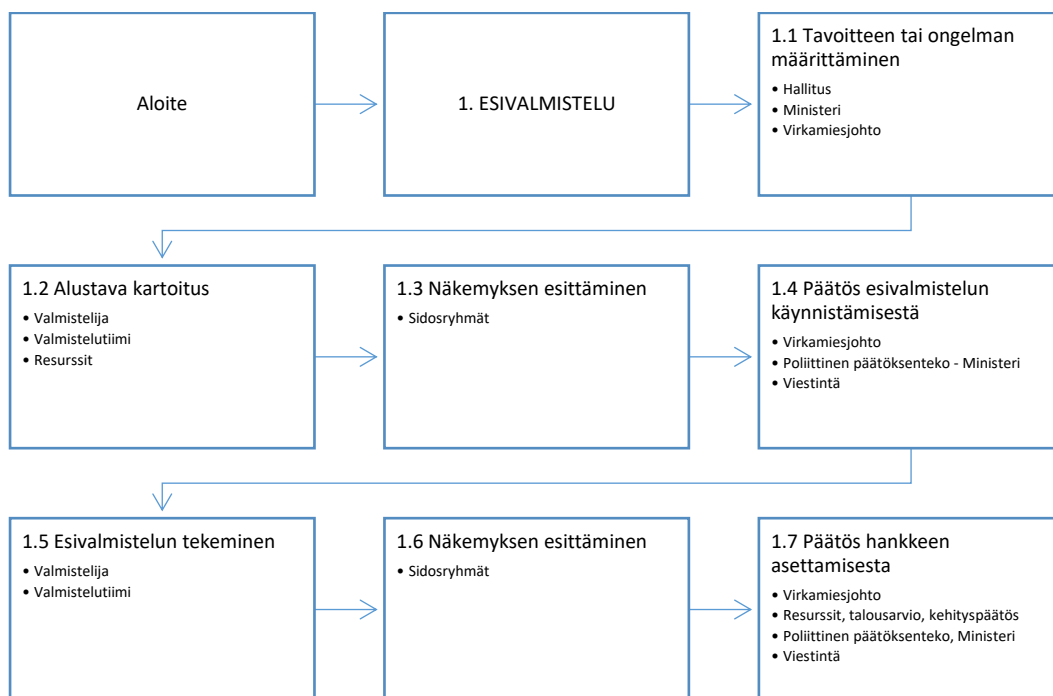 Aloite
1. ESIVALMISTELU
1.1 Tavoitteen tai ongelman
määrittäminen
• Hallitus
• Ministeri
• Virkamiesjohto
1.2 Alustava kartoitus
• Valmistelija
• Valmistelutiimi
• Resurssit
1.3 Näkemyksen esittäminen
• Sidosryhmät
1.4 Päätös esivalmistelun
käynnistämisestä
• Virkamiesjohto
• Poliittinen päätöksenteko - Ministeri
• Viestintä
1.5 Esivalmistelun tekeminen
• Valmistelija
• Valmistelutiimi
1.6 Näkemyksen esittäminen
• Sidosryhmät
1.7 Päätös hankkeen
asettamisesta
• Virkamiesjohto
• Resurssit, talousarvio, kehityspäätös
• Poliittinen päätöksenteko, Ministeri
• Viestintä